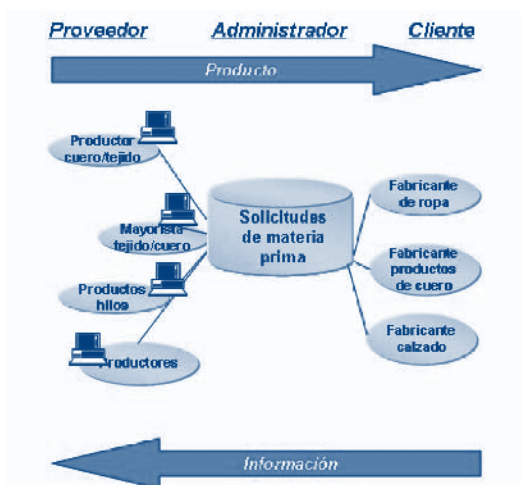 Proveedor Administrador Cliente
Producto
Productor
cuero/tejido
Mayorista
tejido/cuero
Productos
hilos
Productores
Solicitudes
de materia
prima
Fabricante
de ropa
Fabricante
productos
de cuero
Fabricante
calzado
Información